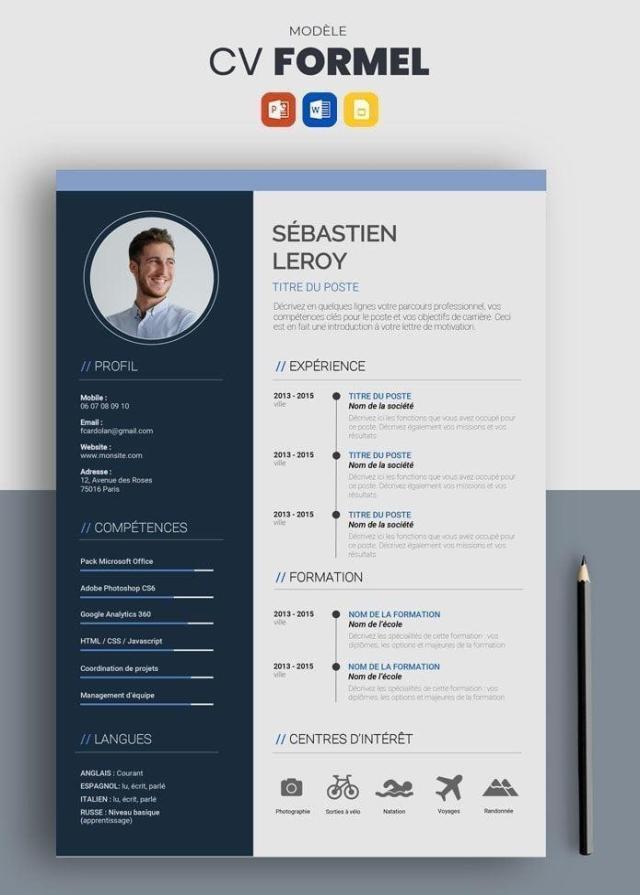 MODÈLE
CV FORMEL
P
W
SÉBASTIEN
LEROY
TITRE DU POSTE
Décrivez en quelques lignes votre parcours professionnel, vos
compétences clés pour le poste et vos objectifs de carrière. Ceci
est en fait une introduction à votre lettre de motivation.
// PROFIL
Mobile :
06 07 08 09 10
Email :
fcardolan@gmail.com
Website :
www.monsite.com
Adresse :
12, Avenue des Roses
75016 Paris
// COMPÉTENCES
Pack Microsoft Office
Adobe Photoshop CS6
Google Analytics 360
HTML / CSS / Javascript
Coordination de projets
Management d'équipe
// LANGUES
ANGLAIS : Courant
ESPAGNOL: lu, écrit, parlé
ITALIEN : lu, écrit, parlé
RUSSE : Niveau basique
(apprentissage)
// EXPÉRIENCE
2013 - 2015
ville
TITRE DU POSTE
Nom de la société
Décrivez ici les fonctions que vous avez occupé pour
ce poste. Décrivez également vos missions et vos
résultats
2013 - 2015
ville
TITRE DU POSTE
Nom de la société
Décrivez ici les fonctions que vous avez occupé pour
ce poste. Décrivez également vos missions et vos
résultats.
2013 - 2015
ville
TITRE DU POSTE
Nom de la société
Décrivez ici les fonctions que vous avez occupé pour
ce poste. Décrivez également vos missions et vos
résultats
// FORMATION
2013 - 2015
ville
NOM DE LA FORMATION
Nom de l'école
Décrivez les spécialités de cette formation : vos
diplômes, les options et majeures de la formation
2013 - 2015
ville
NOM DE LA FORMATION
Nom de l'école
Décrivez les spécialités de cette formation : vos
diplômes, les options et majeures de la formation
// CENTRES D'INTÉRÊT
Photographie
Sorties à vélo
Natation
Voyages
Randonnée